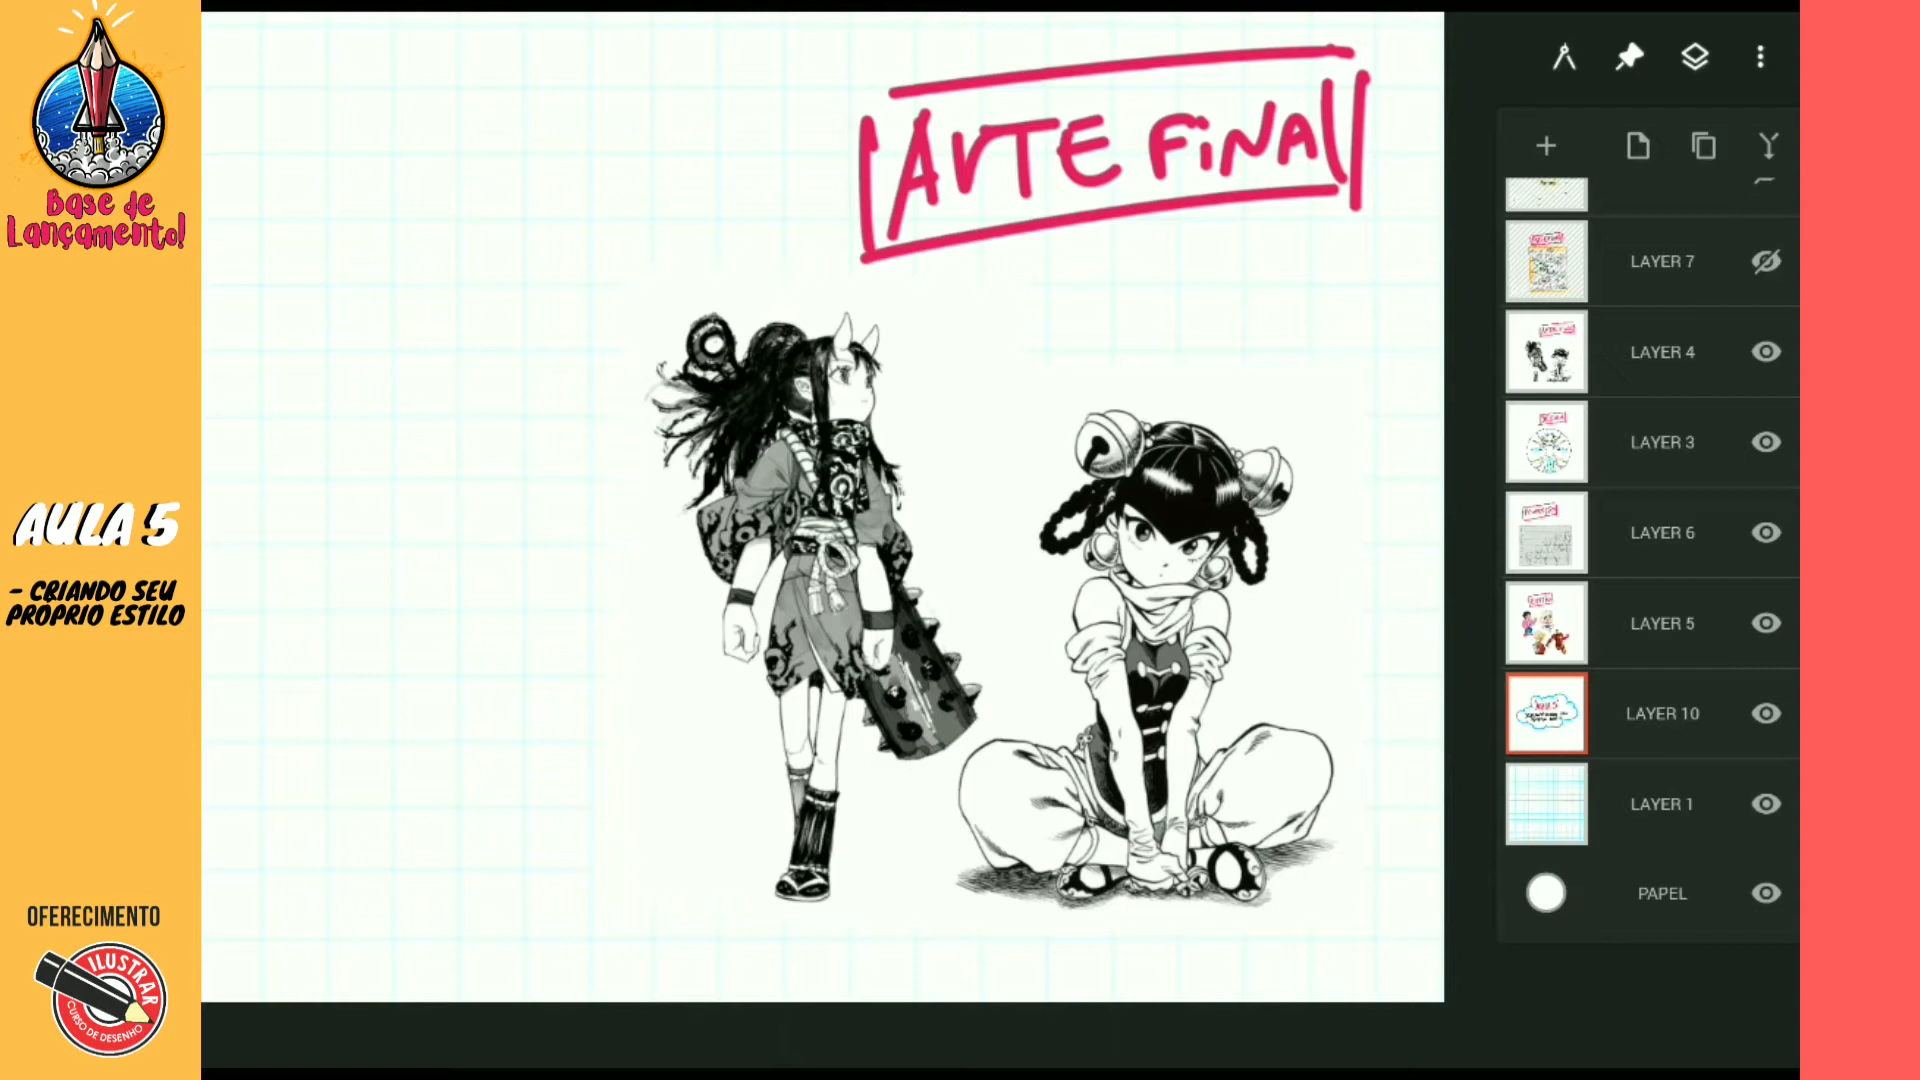 Base de
Lançamento!
AULA 5
- CRIANDO SEU
PRÓPRIO ESTILO
OFERECIMENTO
ILUSTRAR
CURSO DE DESENHO
ARTE FINAL
LAYER 7
LAYER 4
LAYER 3
LAYER 6
LAYER 5
LAYER 10
LAYER 1
PAPEL